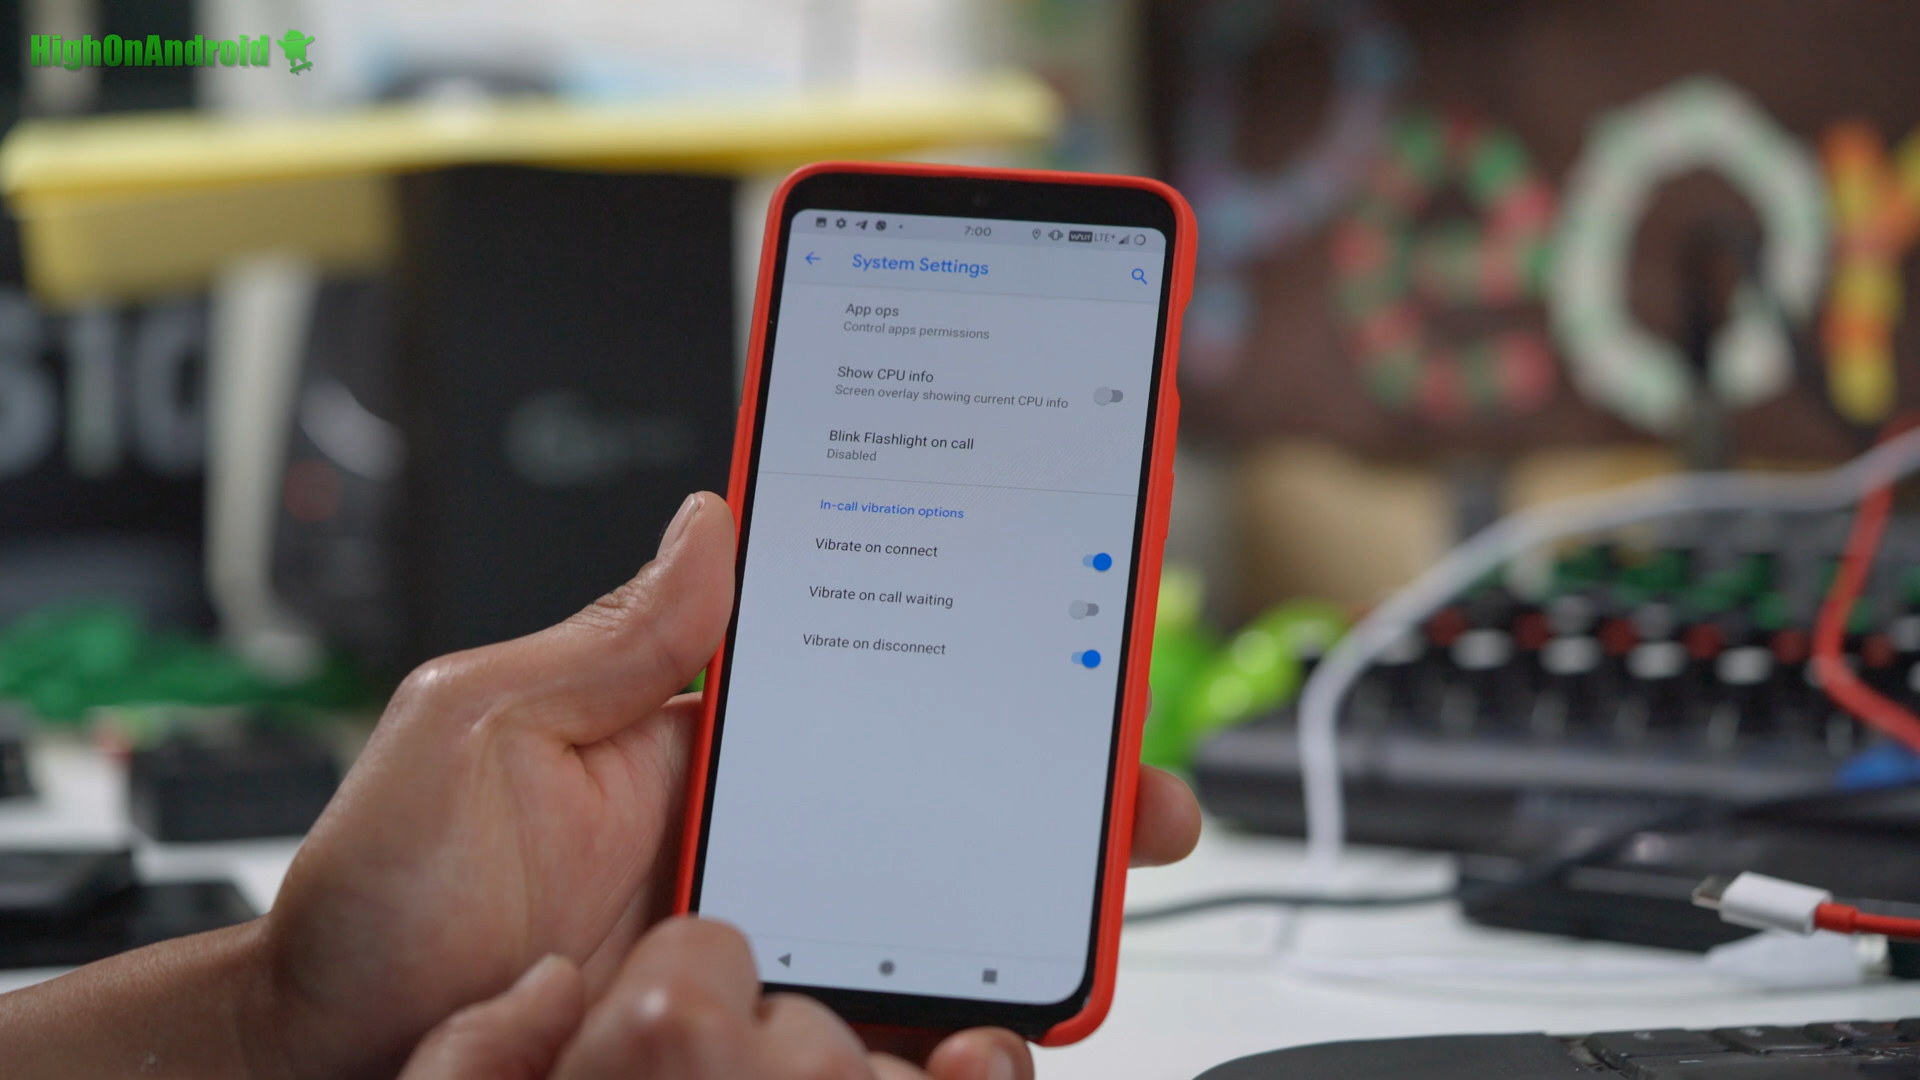 HighOnAndroid
7:00
LTE+
System Settings
App ops
Control apps permissions
Show CPU info
Screen overlay showing current CPU info
Blink Flashlight on call
Disabled
In-call vibration options
Vibrate on connect
Vibrate on call waiting
Vibrate on disconnect